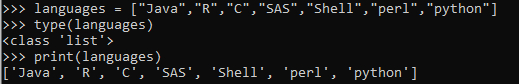 >>> languages = ["Java","R","C","SAS","Shell","perl","python"]
>>> type(languages)
<class 'list'>
>>> print(languages)
['Java', 'R', 'C', 'SAS', 'Shell', 'perl', 'python']